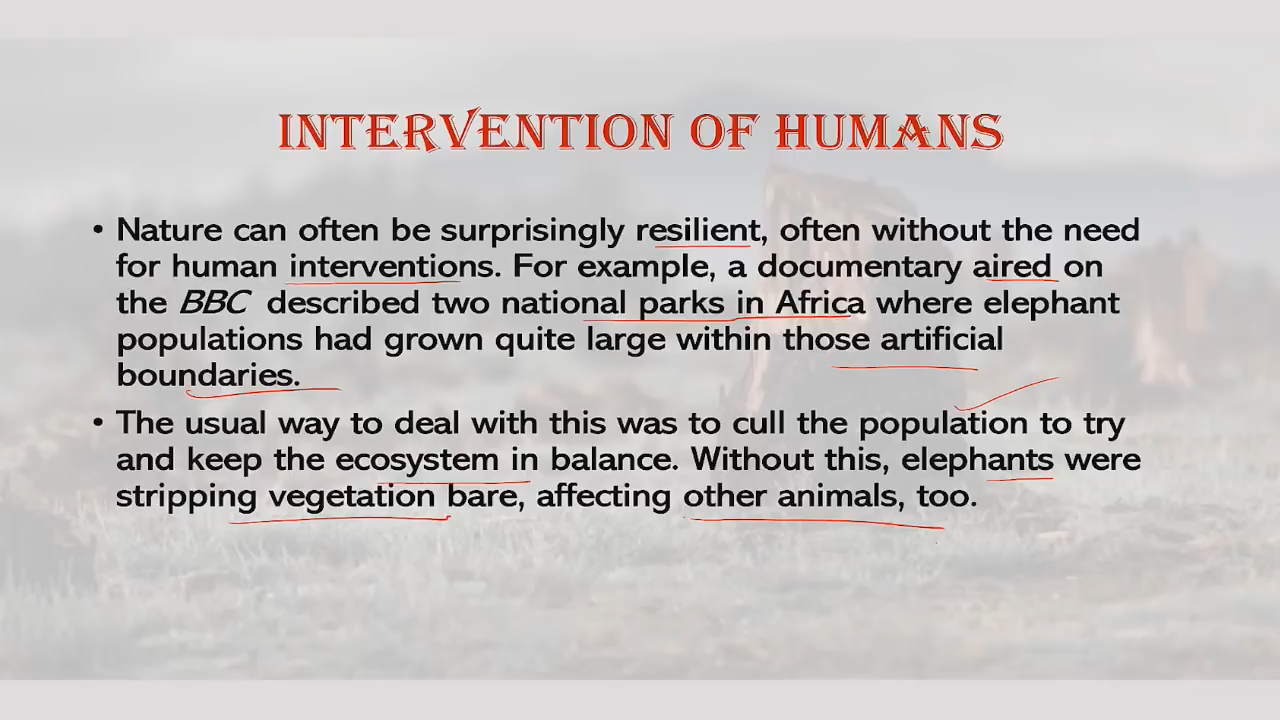 INTERVENTION OF HUMANS
• Nature can often be surprisingly resilient, often without the need
for human interventions. For example, a documentary aired on
the BBC described two national parks in Africa where elephant
populations had grown quite large within those artificial
boundaries.
• The usual way to deal with this was to cull the population to try
and keep the ecosystem in balance. Without this, elephants were
stripping vegetation bare, affecting other animals, too.